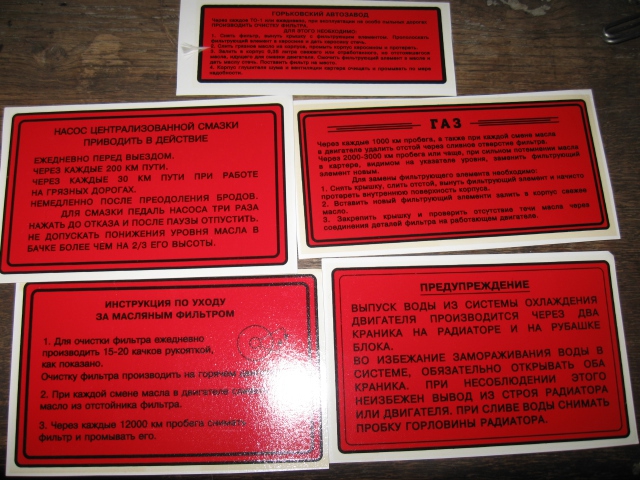 ГОРЬКОВСКИЙ АВТОЗАВОД
ПРОИЗВОДИТЬ ОЧИСТКУ ФИЛЬТРА.
ДЛЯ ЭТОГО НЕОБХОДИМО:
НАСОС ЦЕНТРАЛИЗОВАННОЙ СМАЗКИ
ПРИВОДИТЬ В ДЕЙСТВИЕ
ЕЖЕДНЕВНО ПЕРЕД ВЫЕЗДОМ.
ЧЕРЕЗ КАЖДЫЕ 200 КМ ПУТИ.
ЧЕРЕЗ КАЖДЫЕ 30 КМ ПУТИ ПРИ РАБОТЕ
НА ГРЯЗНЫХ ДОРОГАХ.
НЕМЕДЛЕННО ПОСЛЕ ПРЕОДОЛЕНИЯ БРОДОВ.
ДЛЯ СМАЗКИ ПЕДАЛЬ НАСОСА ТРИ РАЗА
НАЖАТЬ ДО ОТКАЗА И ПОСЛЕ ПАУЗЫ ОТПУСТИТЬ.
НЕ ДОПУСКАТЬ ПОНИЖЕНИЯ УРОВНЯ МАСЛА В
БАЧКЕ БОЛЕЕ ЧЕМ НА 2/3 ЕГО ВЫСОТЫ.
ГАЗ
Через каждые 1000 км пробега, а также при каждой смене масла
в двигателе удалить отстой через сливное отверстие фильтра.
Через 2000-3000 км пробега или чаще, при сильном потемнении масла
в картере, видимом на указателе уровня, заменить фильтрующий
элемент новым.
Для замены фильтрующего элемента необходимо:
1. Снять крышку, слить отстой, вынуть фильтрующий элемент и начисто
протереть внутреннюю поверхность корпуса.
2. Вставить новый фильтрующий элемент залить в корпус свежее
масло.
3. Закрепить крышку и проверить отсутствие течи масла через
соединения деталей фильтра на работающем двигателе.
ИНСТРУКЦИЯ ПО УХОДУ
ЗА МАСЛЯНЫМ ФИЛЬТРОМ
1. Для очистки фильтра ежедневно
производить 15-20 качков рукояткой,
как показано.
Очистку фильтра производить на горячем
2. При каждой смене масла в двигателе
масло из отстойника фильтра.
3. Через каждые 12000 км пробега снимать
фильтр и промывать его.
ПРЕДУПРЕЖДЕНИЕ
ВЫПУСК ВОДЫ ИЗ СИСТЕМЫ ОХЛАЖДЕНИЯ
ДВИГАТЕЛЯ ПРОИЗВОДИТСЯ ЧЕРЕЗ ДВА
КРАНИКА НА РАДИАТОРЕ И НА РУБАШКЕ
БЛОКА.
ВО ИЗБЕЖАНИЕ ЗАМОРАЖИВАНИЯ ВОДЫ В
СИСТЕМЕ, ОБЯЗАТЕЛЬНО ОТКРЫВАТЬ ОБА
КРАНИКА. ПРИ НЕСОБЛЮДЕНИИ ЭТОГО
НЕИЗБЕЖЕН ВЫВОД ИЗ СТРОЯ РАДИАТОРА
ИЛИ ДВИГАТЕЛЯ. ПРИ СЛИВЕ ВОДЫ СНИМАТЬ
ПРОБКУ ГОРЛОВИНЫ РАДИАТОРА.